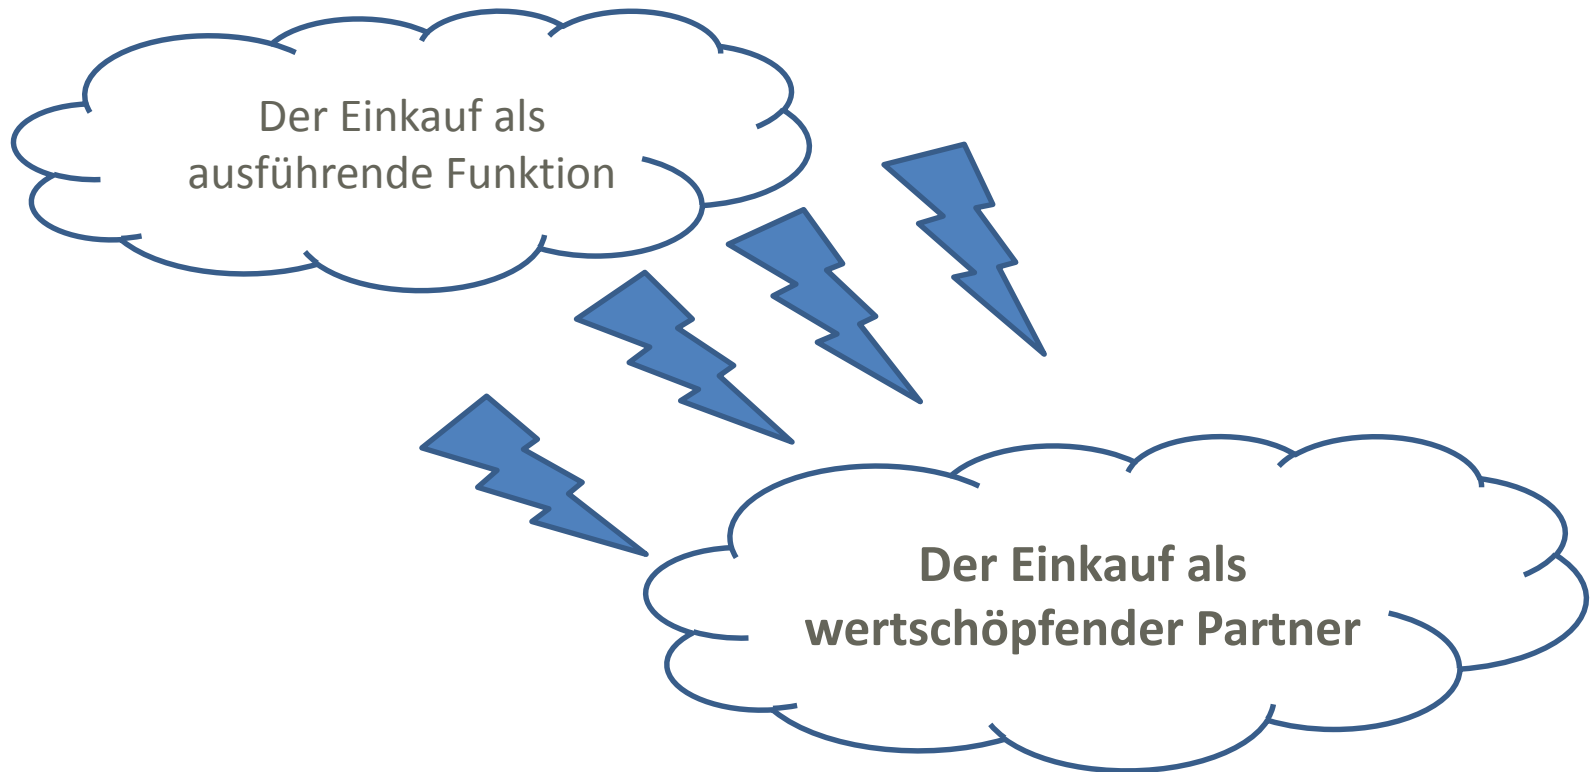 Der Einkauf als
ausführende Funktion
Der Einkauf als
wertschöpfender Partner